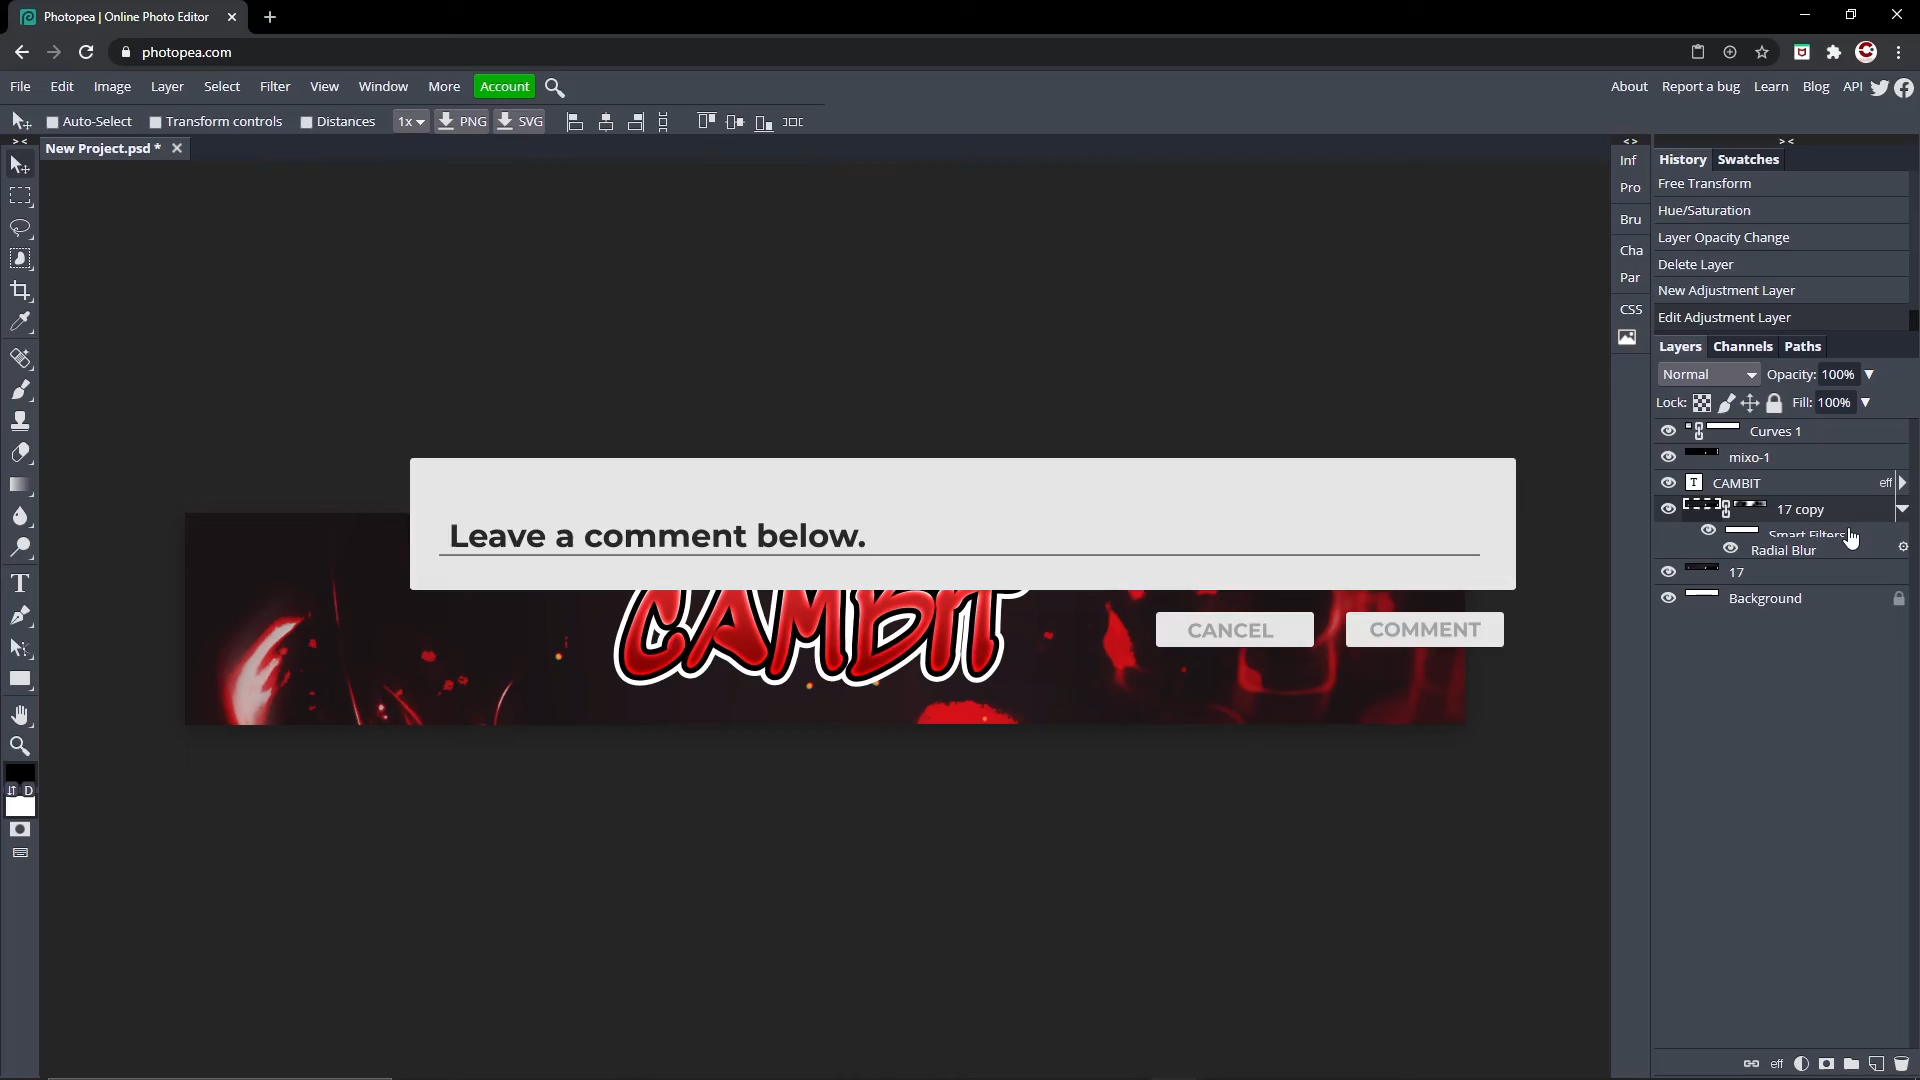 Photopea | Online Photo Editor
photopea.com
File Edit Image Layer Select Filter View Window More Account
About Report a bug Learn Blog API
Auto-Select Transform controls Distances 1x PNG SVG
New Project.psd *
Inf
Pro
Bru
Cha
Par
CSS
History Swatches
Free Transform
Hue/Saturation
Layer Opacity Change
Delete Layer
New Adjustment Layer
Edit Adjustment Layer
Layers Channels Paths
Normal Opacity: 100%
Lock: Fill: 100%
Curves 1
mixo-1
T CAMBIT eff
17 copy
Smart Filters
Radial Blur
17
Background
Leave a comment below.
CANCEL COMMENT
CAMBIT
D
eff